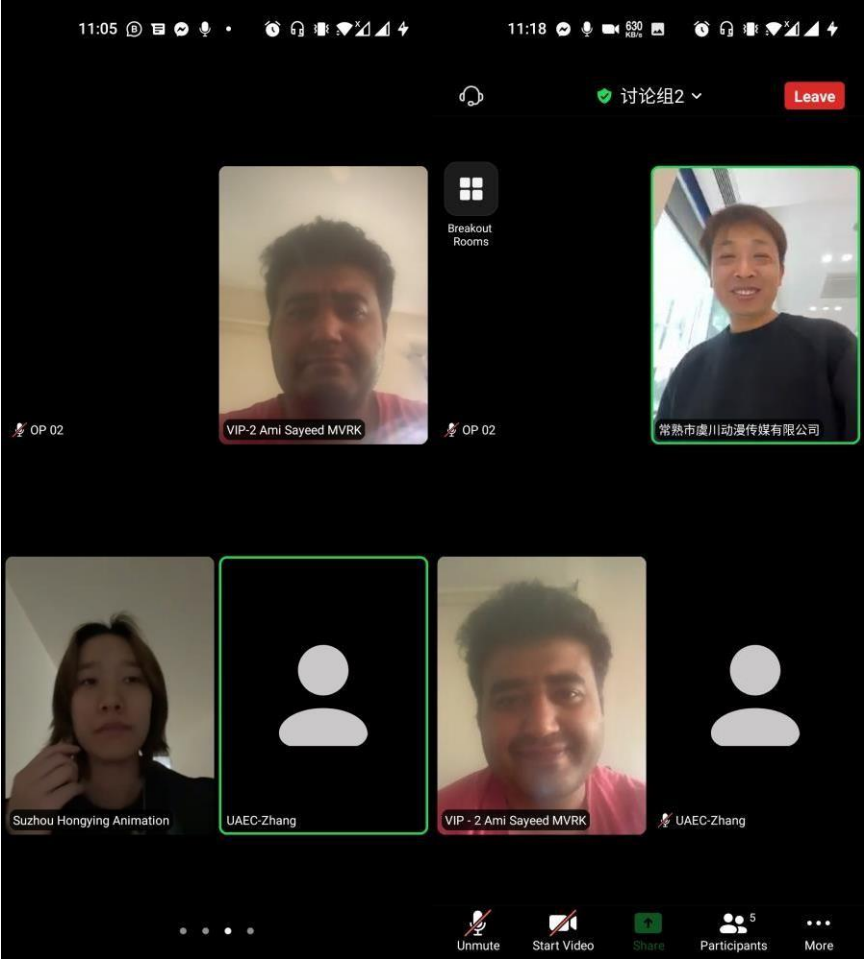 11:05
OP 02
VIP-2 Ami Sayeed MVRK
Suzhou Hongying Animation
UAEC-Zhang
11:18
630
KB/s
讨论组2
Leave
Breakout
Rooms
OP 02
常熟市虞川动漫传媒有限公司
VIP - 2 Ami Sayeed MVRK
UAEC-Zhang
Unmute
Start Video
Share
5
Participants
More